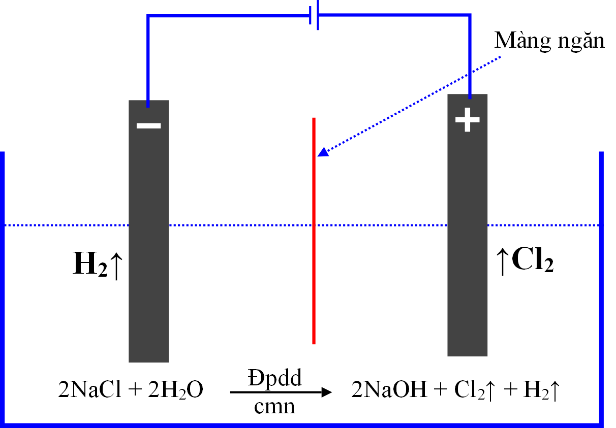 Màng ngăn
−
+
H₂↑
↑Cl₂
2NaCl + 2H₂O Đpdd cmn 2NaOH + Cl₂↑ + H₂↑